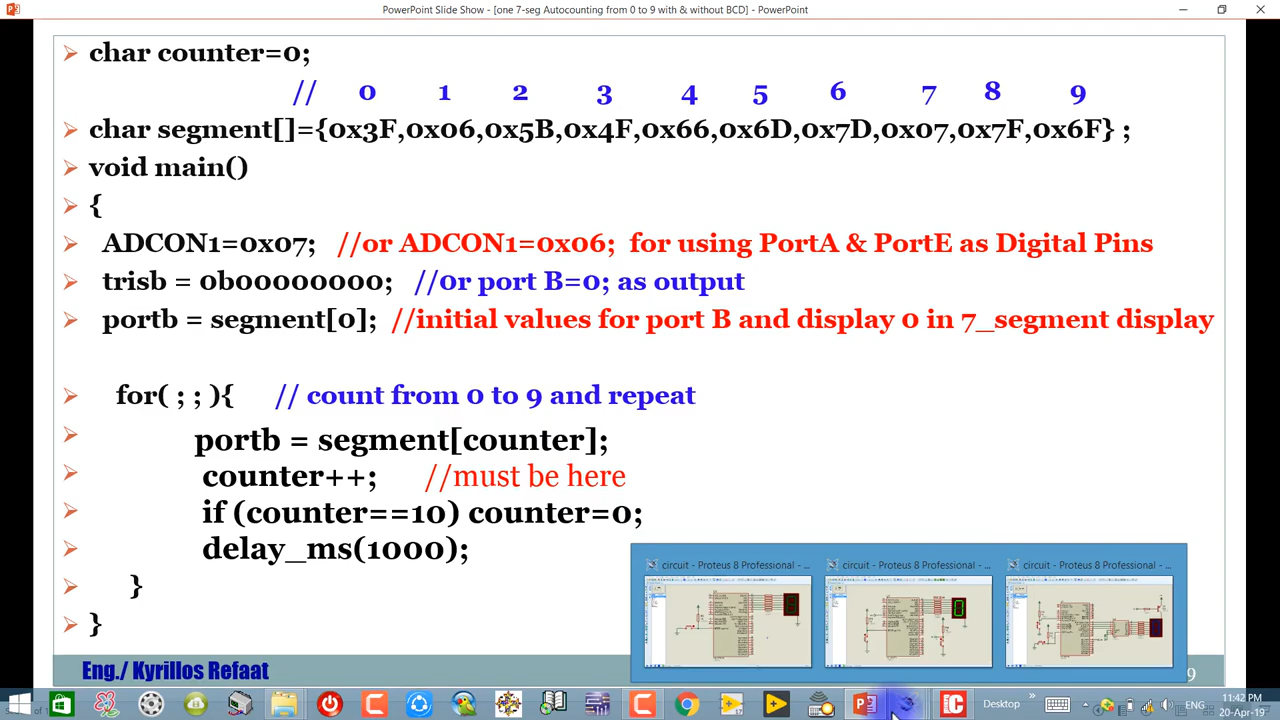 PowerPoint Slide Show - [one 7-seg Autocounting from 0 to 9 with & without BCD] - PowerPoint
char counter=0;
// 0 1 2 3 4 5 6 7 8 9
char segment[]={0x3F,0x06,0x5B,0x4F,0x66,0x6D,0x7D,0x07,0x7F,0x6F} ;
void main()
{
ADCON1=0x07; //or ADCON1=0x06; for using PortA & PortE as Digital Pins
trisb = 0b00000000; //0r port B=0; as output
portb = segment[0]; //initial values for port B and display 0 in 7_segment display
for( ; ; ){ // count from 0 to 9 and repeat
portb = segment[counter];
counter++; //must be here
if (counter==10) counter=0;
delay_ms(1000);
}
}
circuit - Proteus 8 Professional - ...
circuit - Proteus 8 Professional - ...
circuit - Proteus 8 Professional - ...
Eng./ Kyrillos Refaat
9
Desktop
ENG
11:42 PM
20-Apr-19